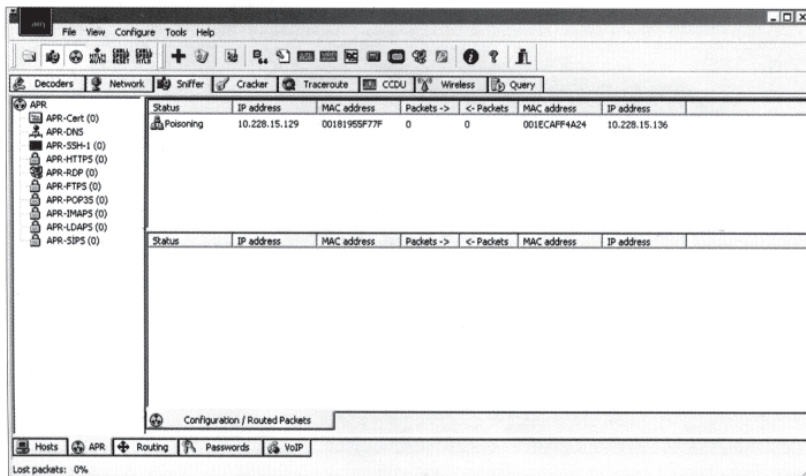 File View Configure Tools Help
Decoders Network Sniffer Cracker Traceroute CCDU Wireless Query
APR
APR-Cert (0)
APR-DNS
APR-SSH-1 (0)
APR-HTTPS (0)
APR-RDP (0)
APR-FTPS (0)
APR-POP3S (0)
APR-IMAPS (0)
APR-LDAPS (0)
APR-SIPS (0)
Status IP address MAC address Packets -> <- Packets MAC address IP address
Poisoning 10.228.15.129 00181955F77F 0 0 001ECAFF4A24 10.228.15.136
Status IP address MAC address Packets -> <- Packets MAC address IP address
Configuration / Routed Packets
Hosts APR Routing Passwords VoIP
Lost packets: 0%